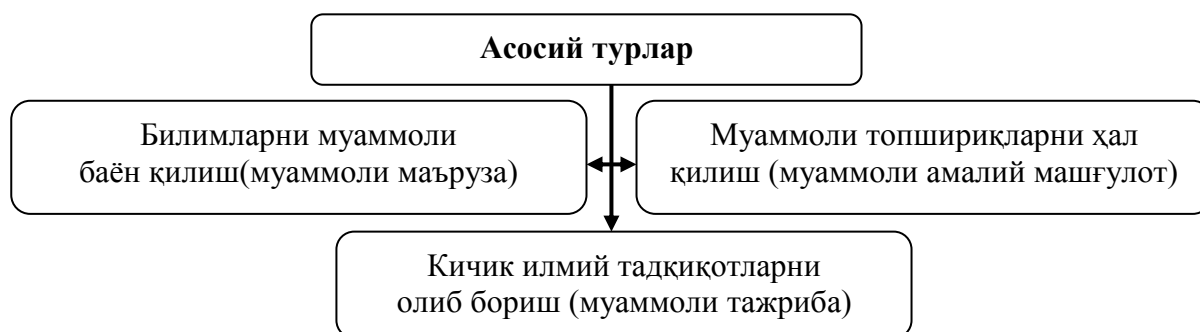 Асосий турлар
Билимларни муаммоли
баён қилиш(муаммоли маъруза)
Муаммоли топшириқларни ҳал
қилиш (муаммоли амалий машғулот)
Кичик илмий тадқиқотларни
олиб бориш (муаммоли тажриба)